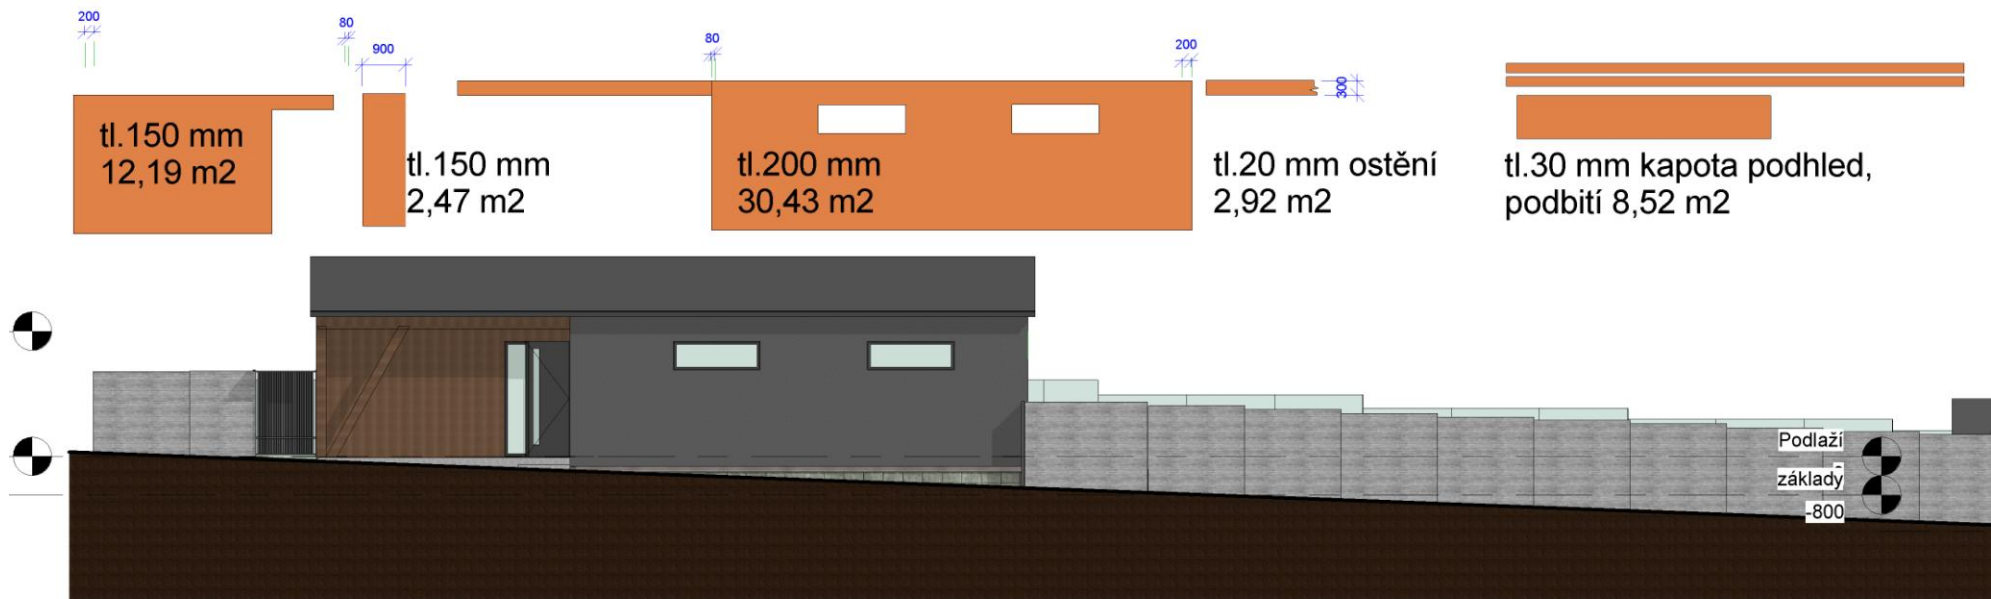 200
80
900
80
200
300
tl.150 mm
12,19 m2
tl.150 mm
2,47 m2
tl.200 mm
30,43 m2
tl.20 mm ostění
2,92 m2
tl.30 mm kapota podhled,
podbití 8,52 m2
Podlaží
základy
-800